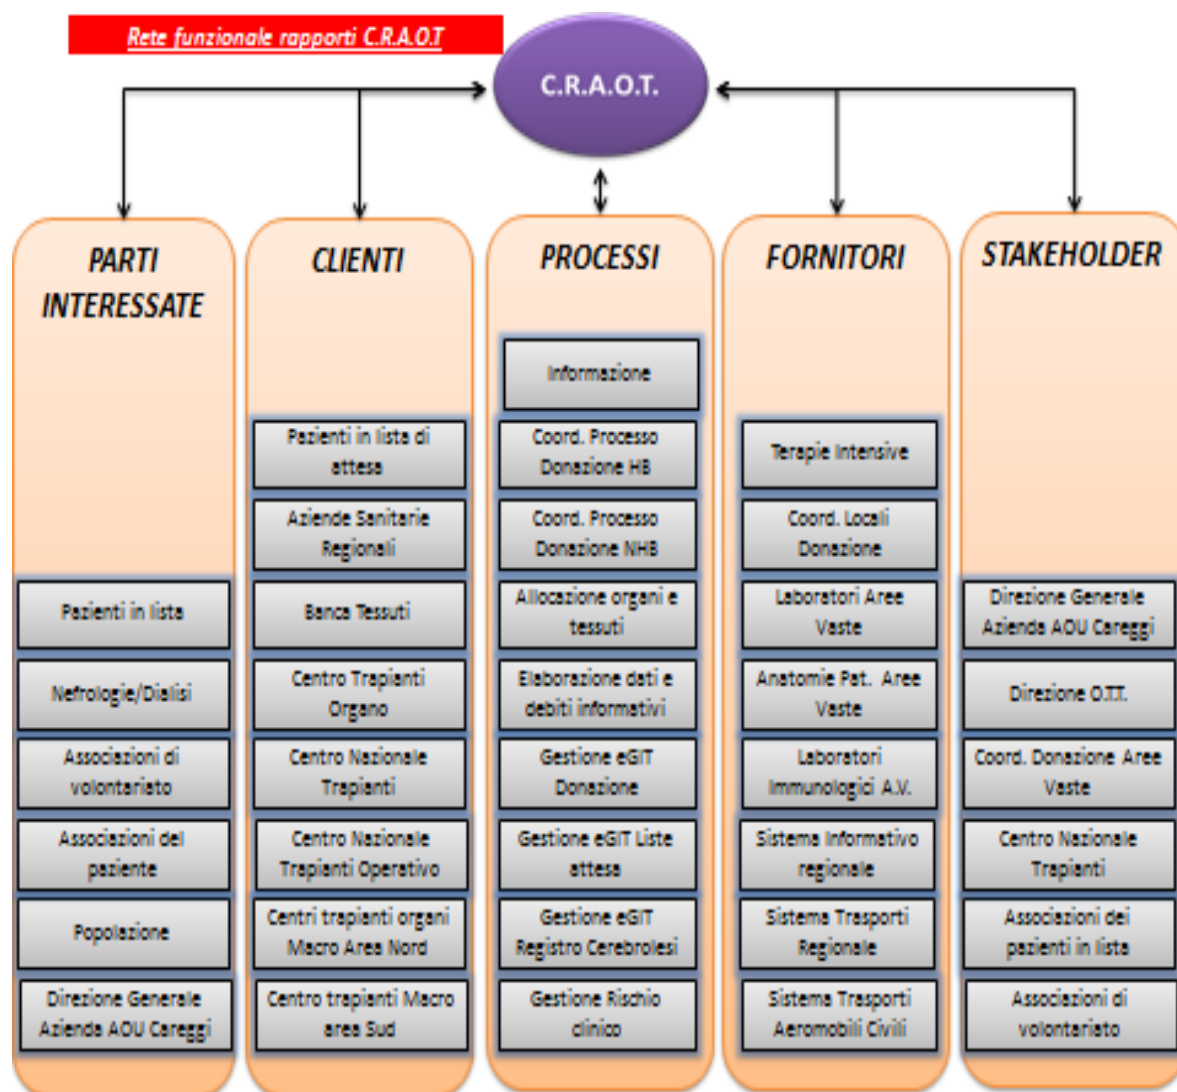 Rete funzionale rapporti C.R.A.O.T
C.R.A.O.T.
PARTI
INTERESSATE
Pazienti in lista
Nefrologie/Dialisi
Associazioni di
volontariato
Associazioni del
paziente
Popolazione
Direzione Generale
Azienda AOU Careggi
CLIENTI
Pazienti in lista di
attesa
Aziende Sanitarie
Regionali
Banca Tessuti
Centro Trapianti
Organo
Centro Nazionale
Trapianti
Centro Nazionale
Trapianti Operativo
Centri trapianti organi
Macro Area Nord
Centro trapianti Macro
area Sud
PROCESSI
Informazione
Coord. Processo
Donazione HB
Coord. Processo
Donazione NHB
Allocazione organi e
tessuti
Elaborazione dati e
debiti informativi
Gestione eGIT
Donazione
Gestione eGIT Liste
attesa
Gestione eGIT
Registro Cerebrolesi
Gestione Rischio
clinico
FORNITORI
Terapie Intensive
Coord. Locali
Donazione
Laboratori Aree
Vaste
Anatomie Pat. Aree
Vaste
Laboratori
Immunologici A.V.
Sistema Informativo
regionale
Sistema Trasporti
Regionale
Sistema Trasporti
Aeromobili Civili
STAKEHOLDER
Direzione Generale
Azienda AOU Careggi
Direzione O.T.T.
Coord. Donazione Aree
Vaste
Centro Nazionale
Trapianti
Associazioni dei
pazienti in lista
Associazioni di
volontariato